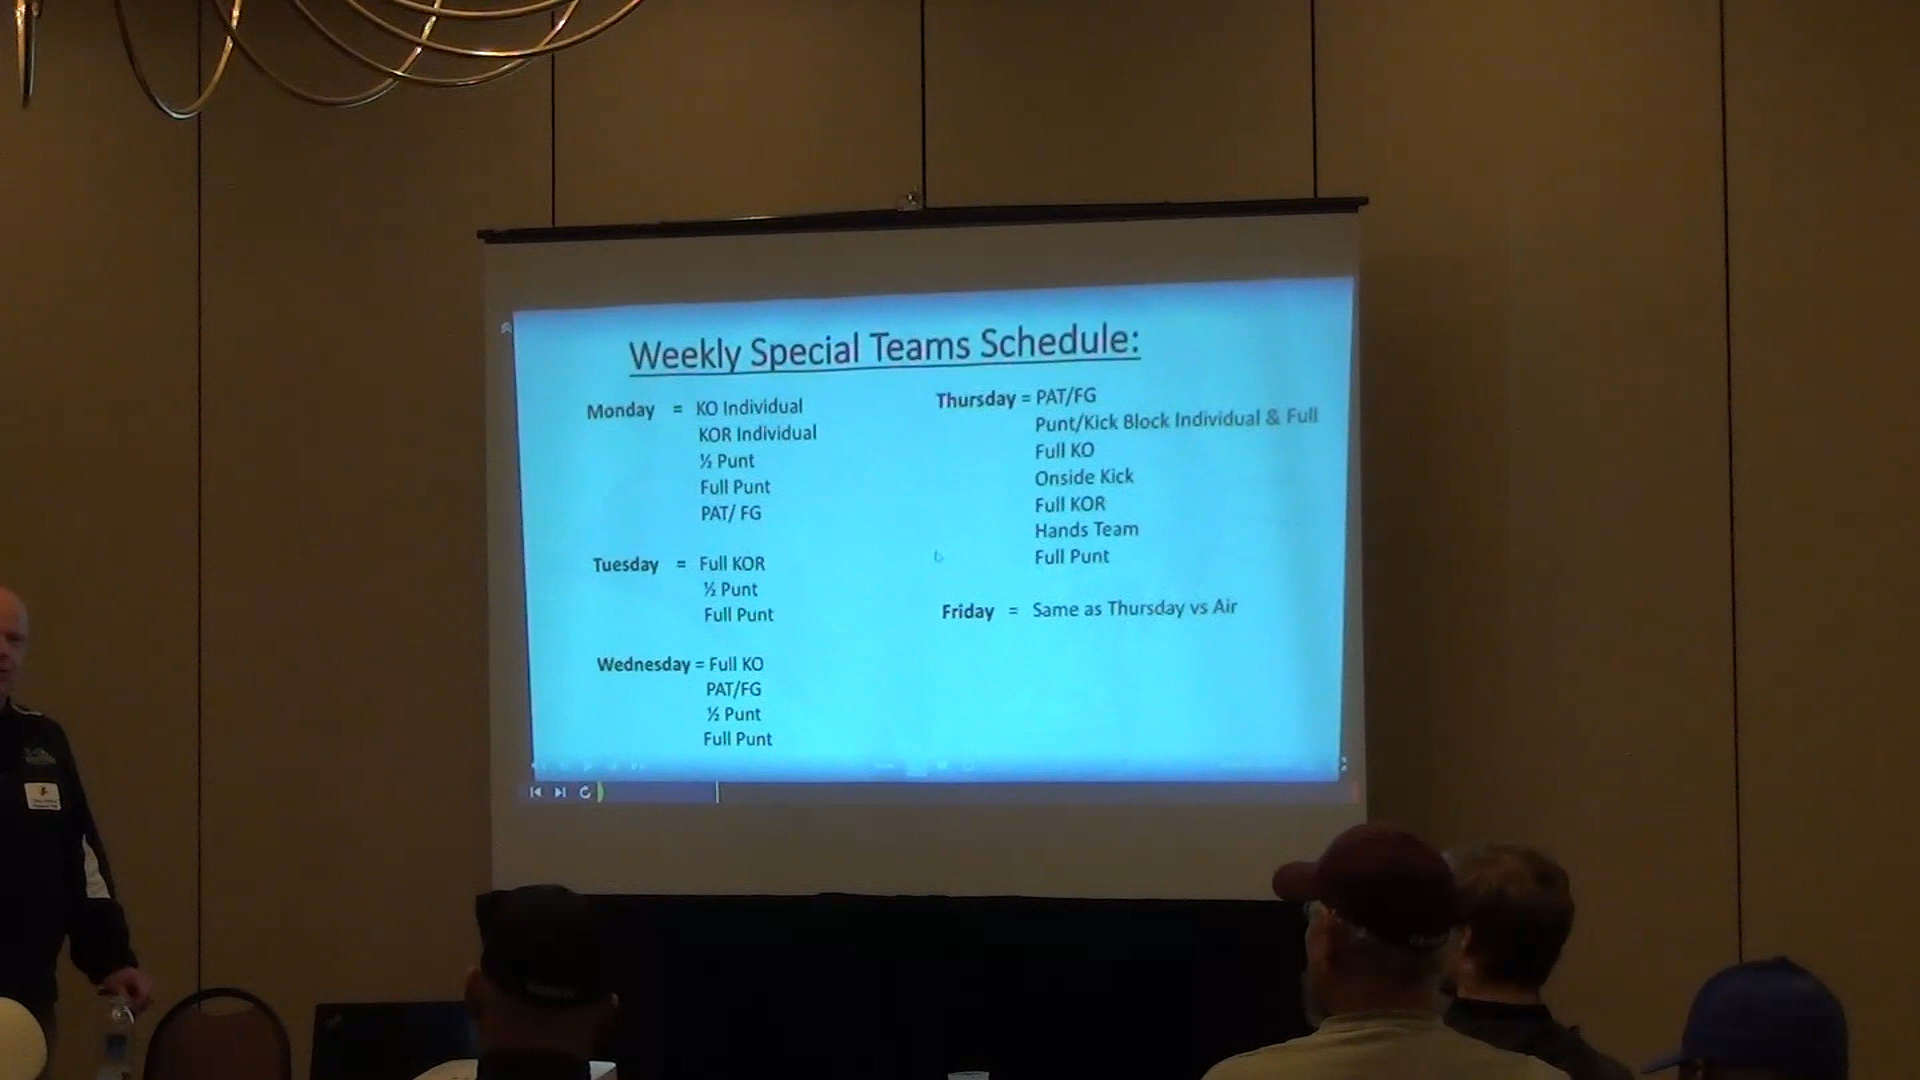 Weekly Special Teams Schedule:
Monday = KO Individual
KOR Individual
½ Punt
Full Punt
PAT/ FG
Tuesday = Full KOR
½ Punt
Full Punt
Wednesday = Full KO
PAT/FG
½ Punt
Full Punt
Thursday = PAT/FG
Punt/Kick Block Individual & Full
Full KO
Onside Kick
Full KOR
Hands Team
Full Punt
Friday = Same as Thursday vs Air